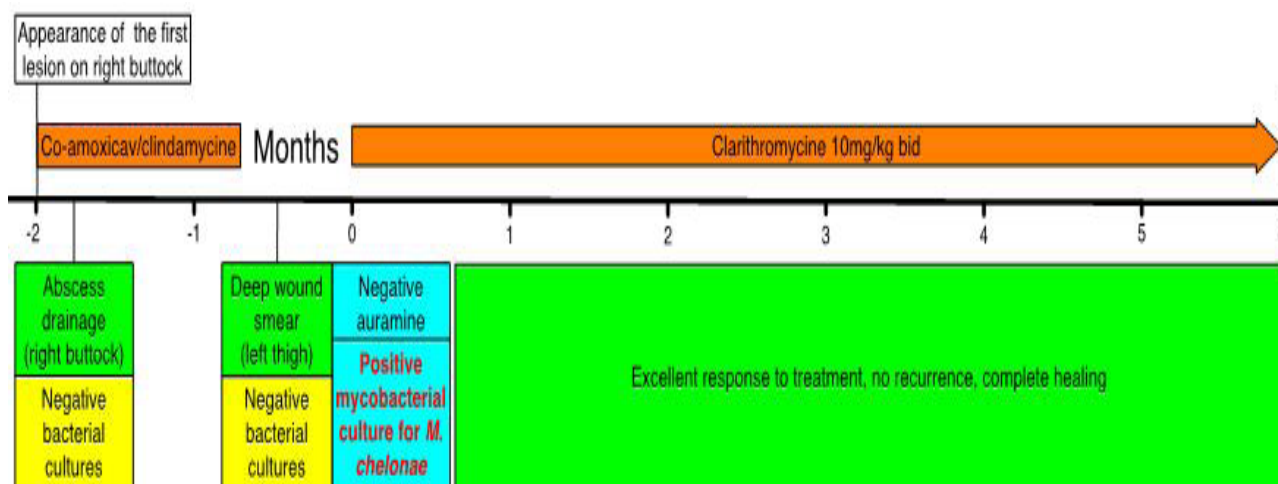 Appearance of the first
lesion on right buttock
Co-amoxicav/clindamycine
Months
Clarithromycine 10mg/kg bid
-2
-1
0
1
2
3
4
5
Abscess
drainage
(right buttock)
Negative
bacterial
cultures
Deep wound
smear
(left thigh)
Negative
bacterial
cultures
Negative
auramine
Positive
mycobacterial
culture for M.
chelonae
Excellent response to treatment, no recurrence, complete healing